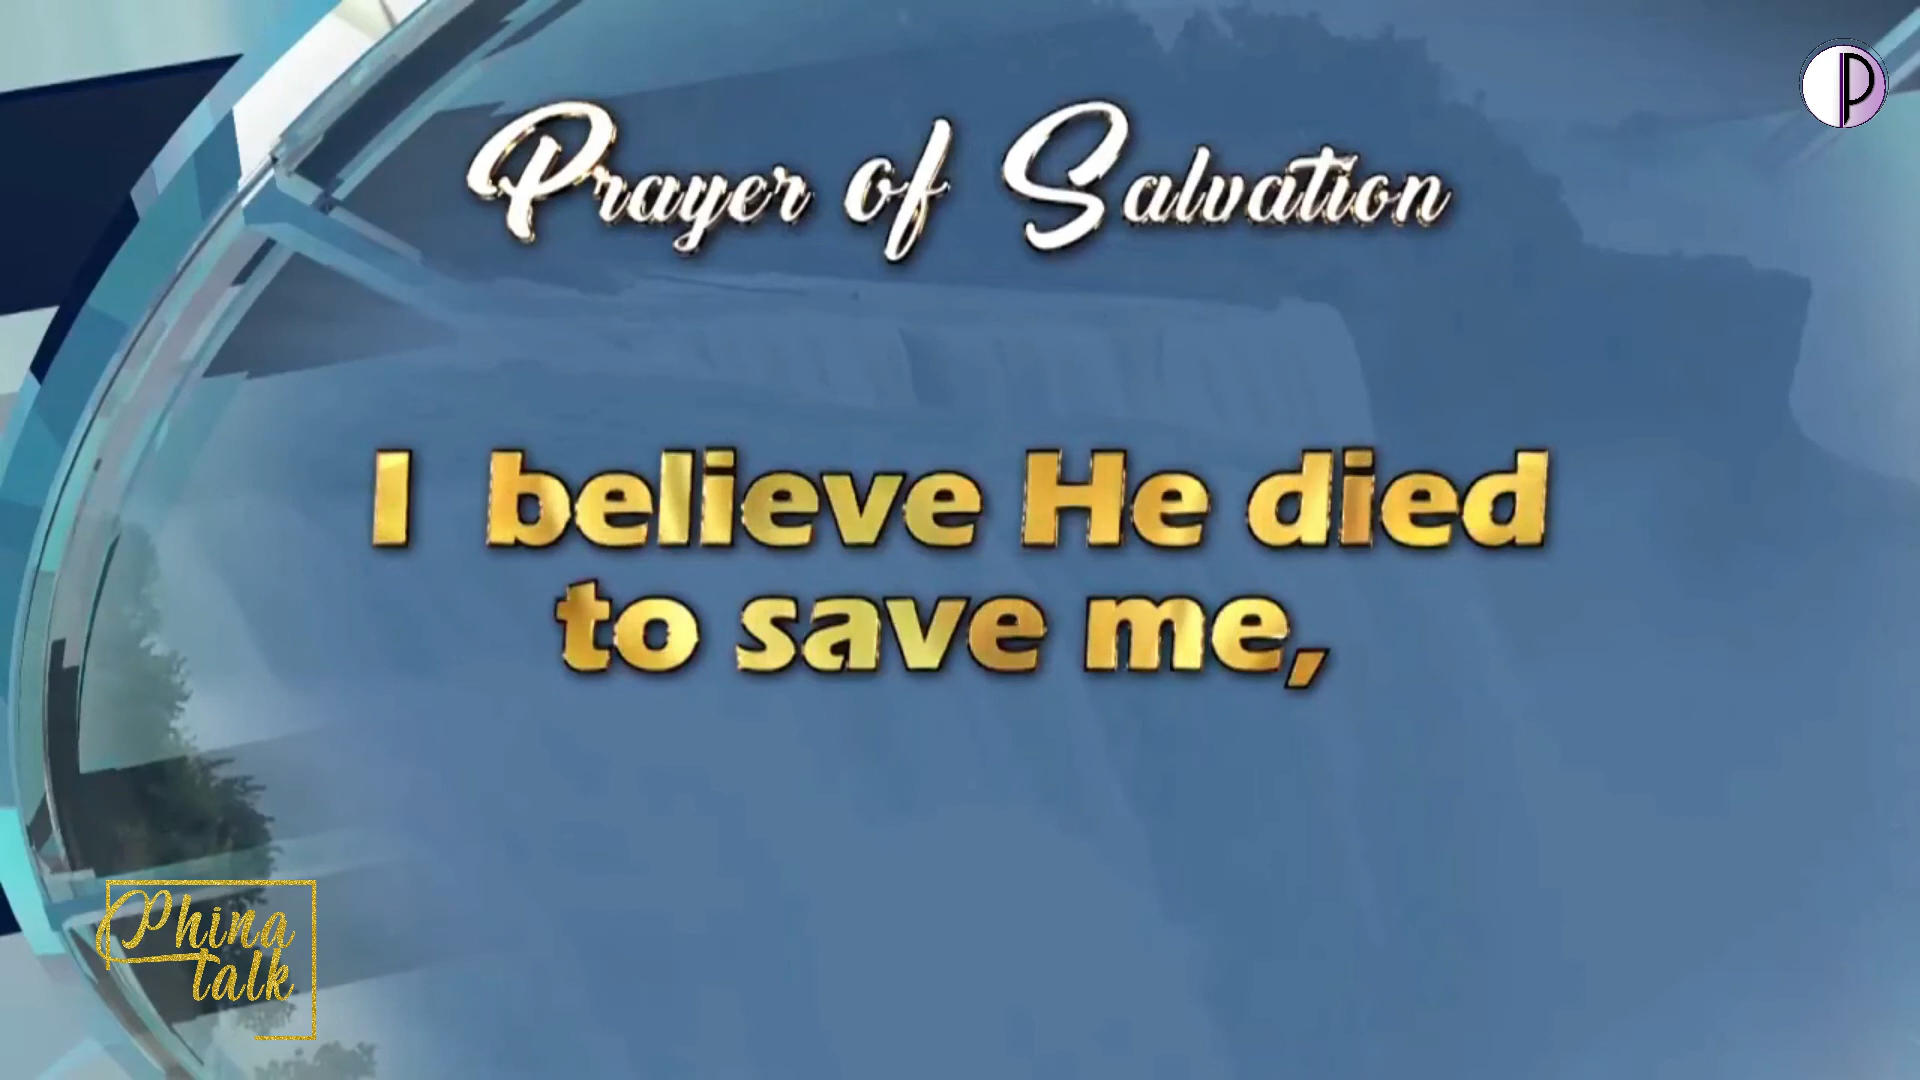 Prayer of Salvation
I believe He died
to save me,
Phina
talk
P